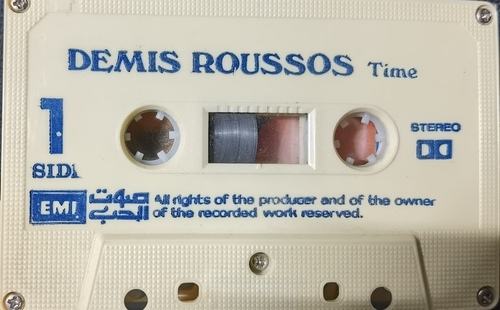 DEMIS ROUSSOS Time
1
SIDE
STEREO
EMI
صوت
الحب
All rights of the producer and of the owner
of the recorded work reserved.